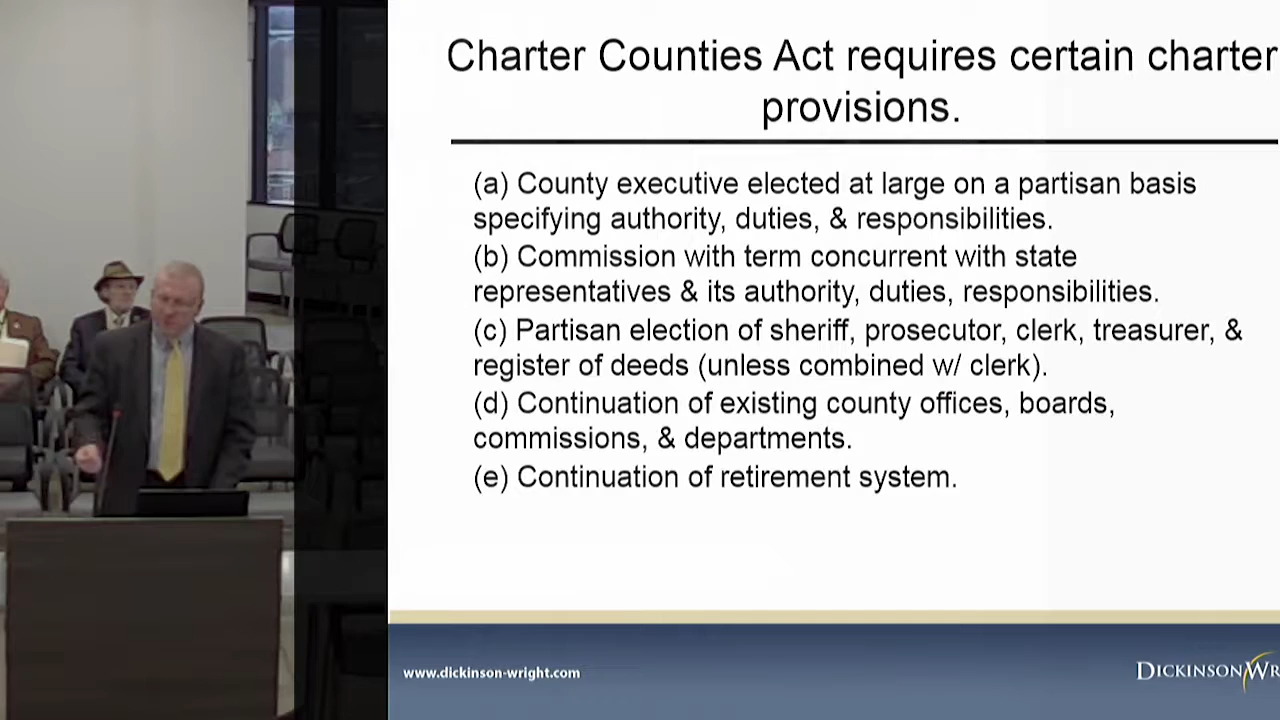 Charter Counties Act requires certain charter
provisions.
(a) County executive elected at large on a partisan basis
specifying authority, duties, & responsibilities.
(b) Commission with term concurrent with state
representatives & its authority, duties, responsibilities.
(c) Partisan election of sheriff, prosecutor, clerk, treasurer, &
register of deeds (unless combined w/ clerk).
(d) Continuation of existing county offices, boards,
commissions, & departments.
(e) Continuation of retirement system.
www.dickinson-wright.com
DICKINSONWR